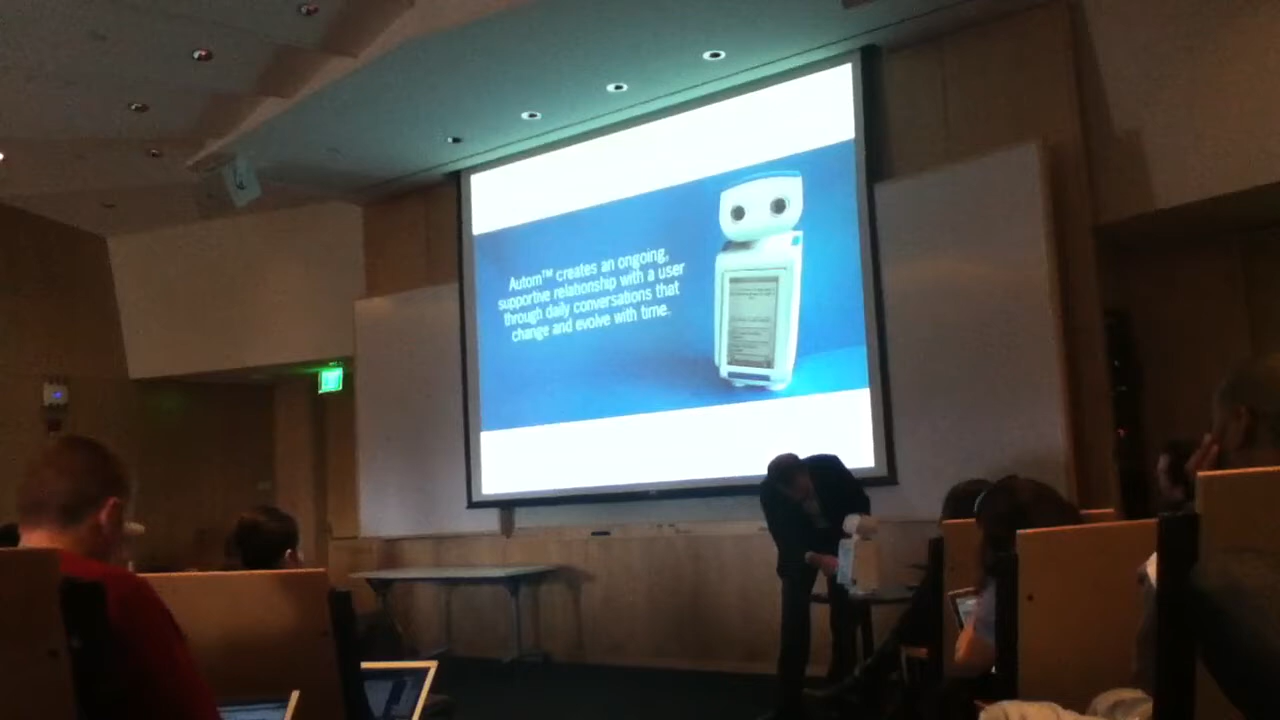 Autom™ creates an ongoing,
supportive relationship with a user
through daily conversations that
change and evolve with time.